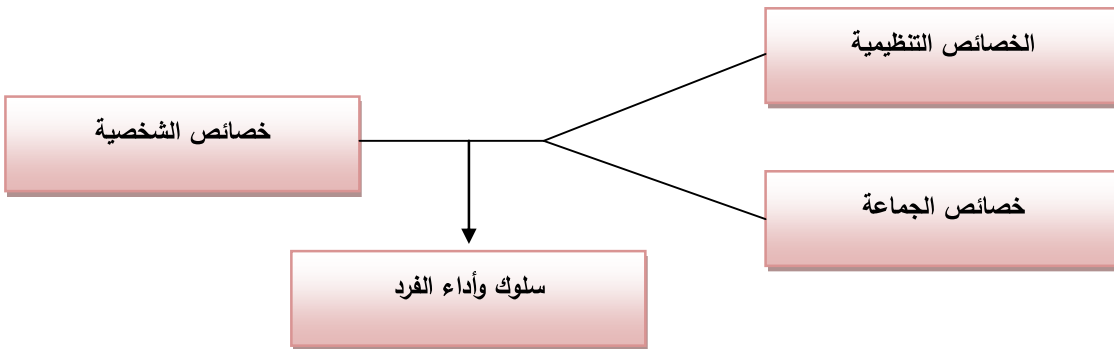 الخصائص التنظيمية
خصائص الشخصية
خصائص الجماعة
سلوك وأداء الفرد